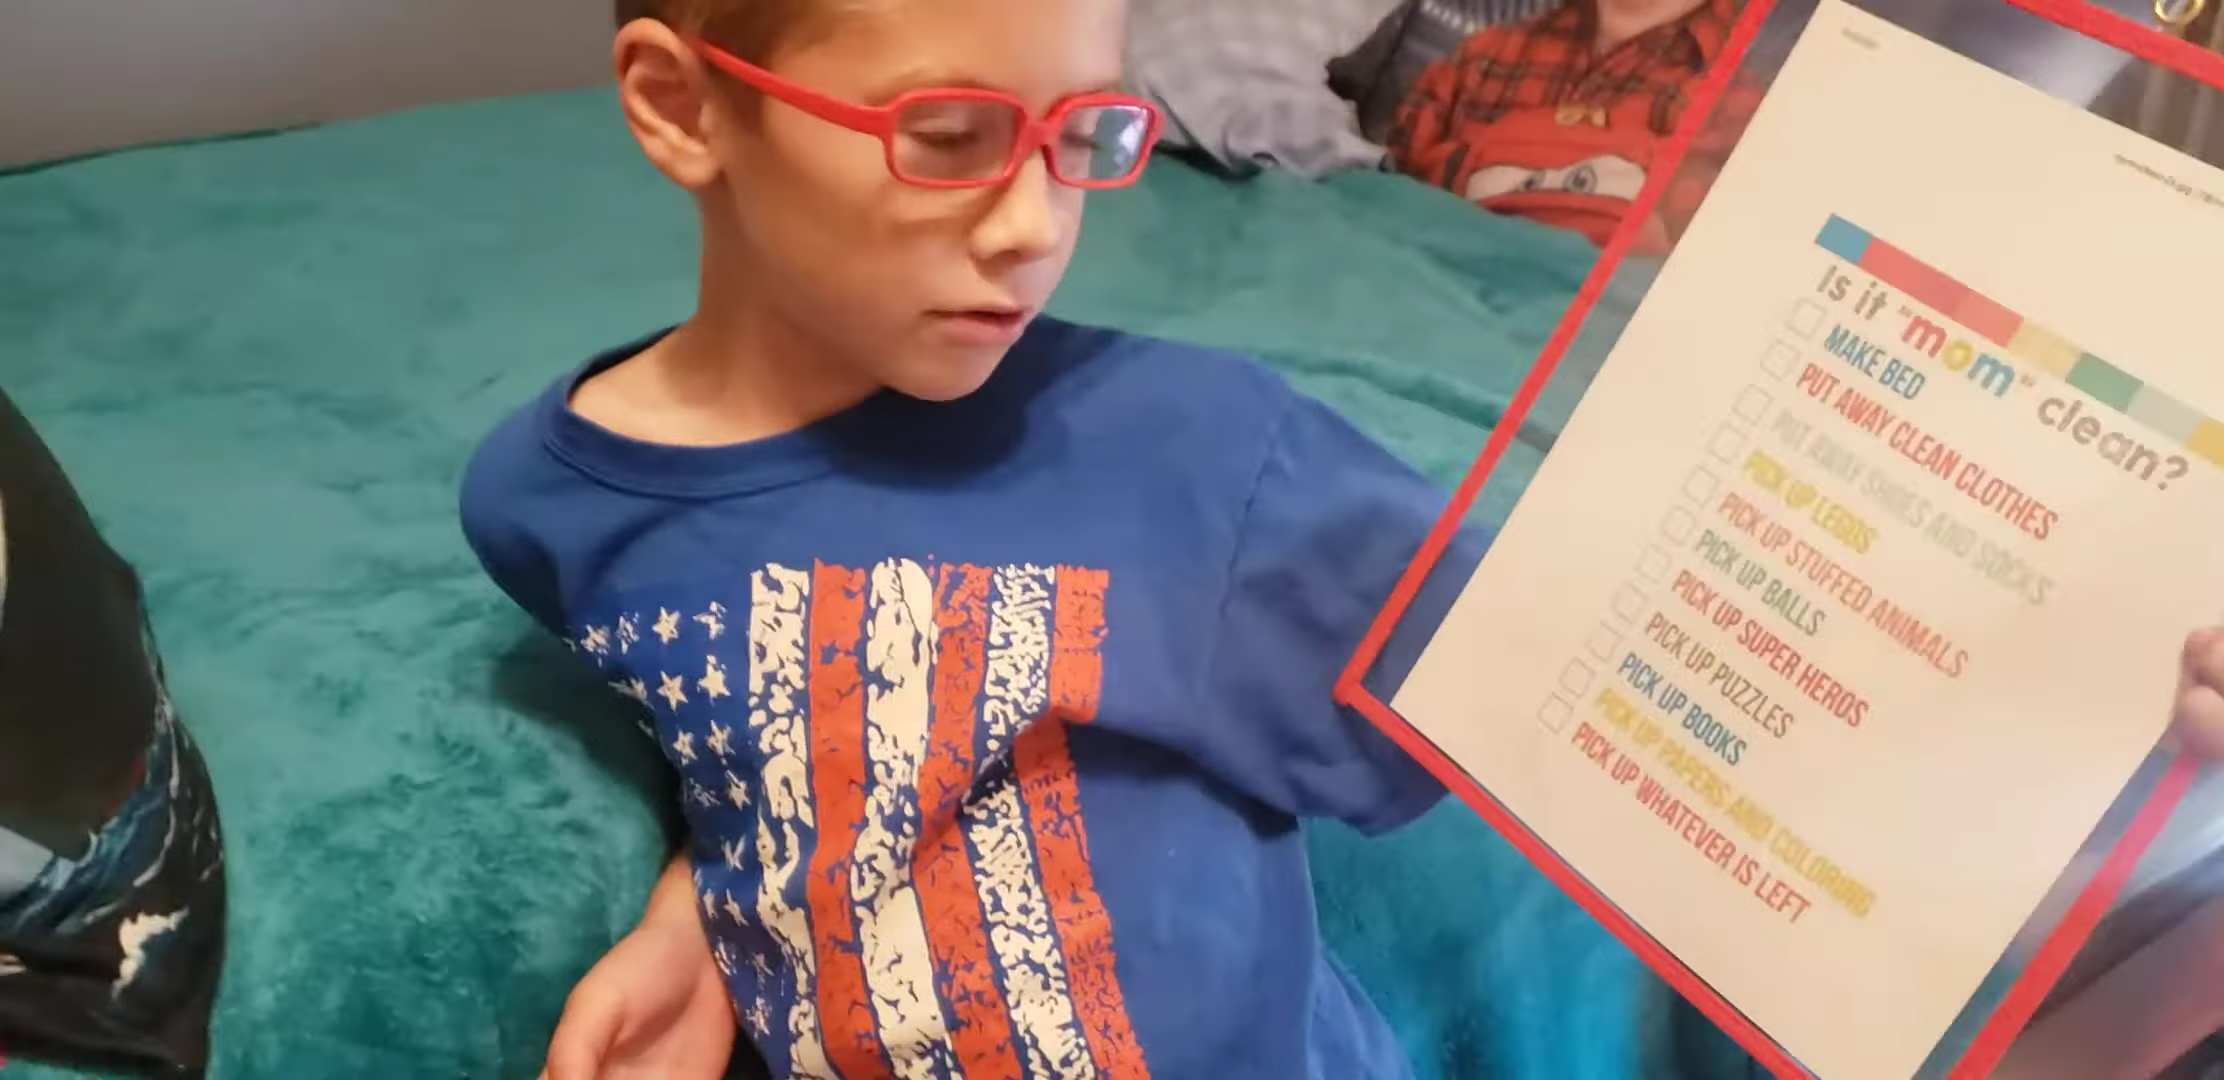 Is it "mom" clean?
MAKE BED
PUT AWAY CLEAN CLOTHES
PUT AWAY SHOES AND SOCKS
PICK UP LEGOS
PICK UP STUFFED ANIMALS
PICK UP BALLS
PICK UP SUPER HEROS
PICK UP PUZZLES
PICK UP BOOKS
PICK UP PAPERS AND COLORING
PICK UP WHATEVER IS LEFT